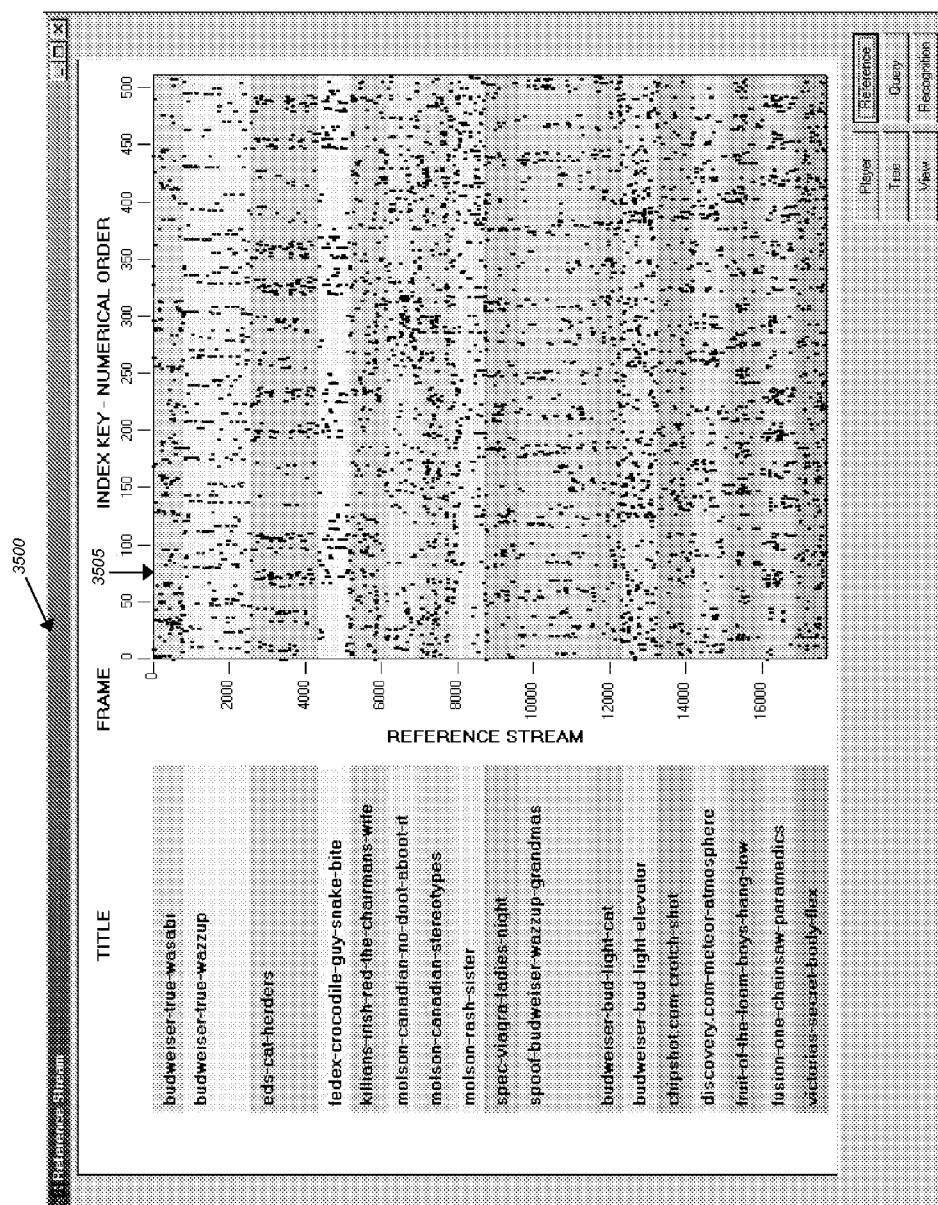 3500
Reference Stream
TITLE
FRAME
3505
INDEX KEY - NUMERICAL ORDER
0 50 100 150 200 250 300 350 400 450 500
budweiser-true-wasabi
budweiser-true-wazzup
eds-cat-herders
fedex-crocodile-guy-snake-bite
killians-irish-red-the-chairmans-wife
molson-canadian-no-doot-aboot-it
molson-canadian-stereotypes
molson-rash-sister
spec-viagra-ladies-night
spoof-budweiser-wazzup-grandmas
budweiser-bud-light-cat
budweiser-bud-light-elevator
chipshot.com-crotch-shot
discovery.com-meteor-atmosphere
fruit-of-the-loom-boys-hang-low
fusion-one-chainsaw-paramedics
victorias-secret-bodyflex
0
2000
4000
6000
8000
10000
12000
14000
16000
REFERENCE STREAM
Player Reference
Trac Query
View Recognition